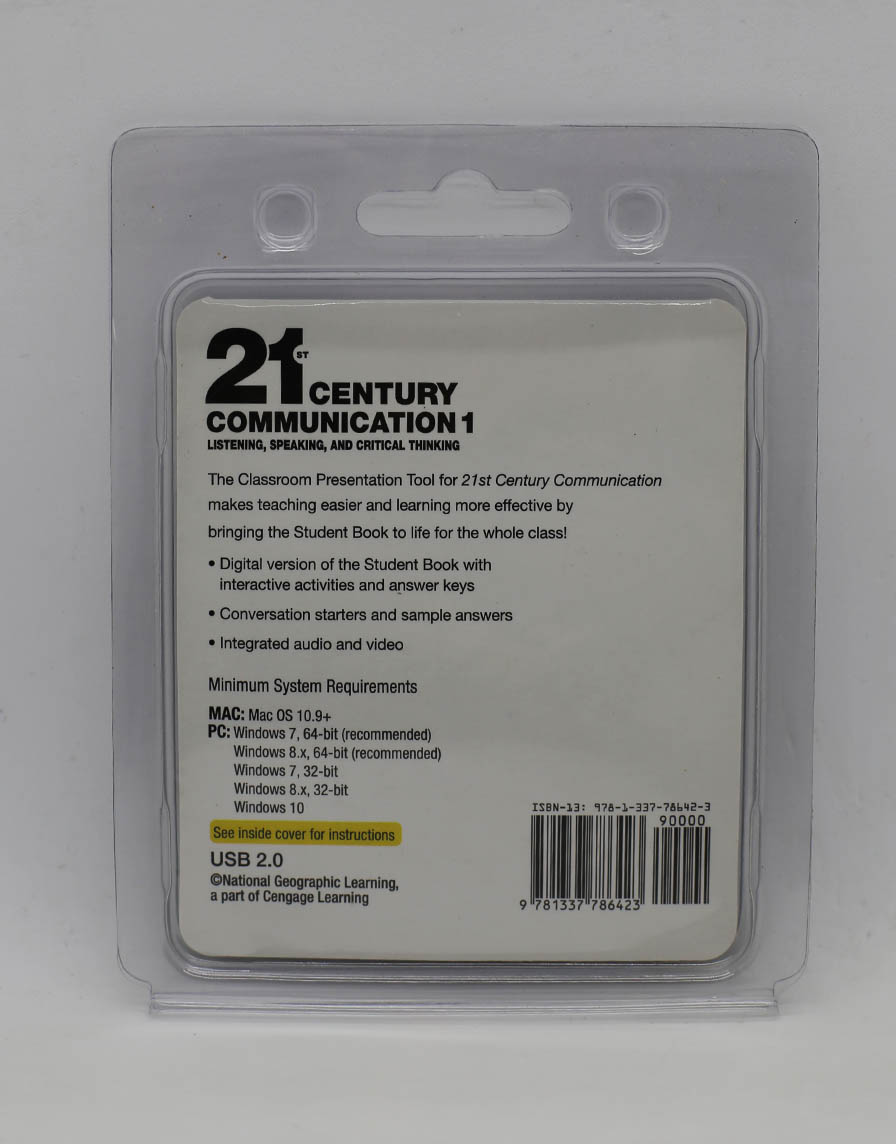 21ST CENTURY
COMMUNICATION 1
LISTENING, SPEAKING, AND CRITICAL THINKING
The Classroom Presentation Tool for 21st Century Communication
makes teaching easier and learning more effective by
bringing the Student Book to life for the whole class!
• Digital version of the Student Book with
interactive activities and answer keys
• Conversation starters and sample answers
• Integrated audio and video
Minimum System Requirements
MAC: Mac OS 10.9+
PC: Windows 7, 64-bit (recommended)
Windows 8.x, 64-bit (recommended)
Windows 7, 32-bit
Windows 8.x, 32-bit
Windows 10
See inside cover for instructions
USB 2.0
©National Geographic Learning,
a part of Cengage Learning
ISBN-13: 978-1-337-78642-3
90000
9 781337 786423